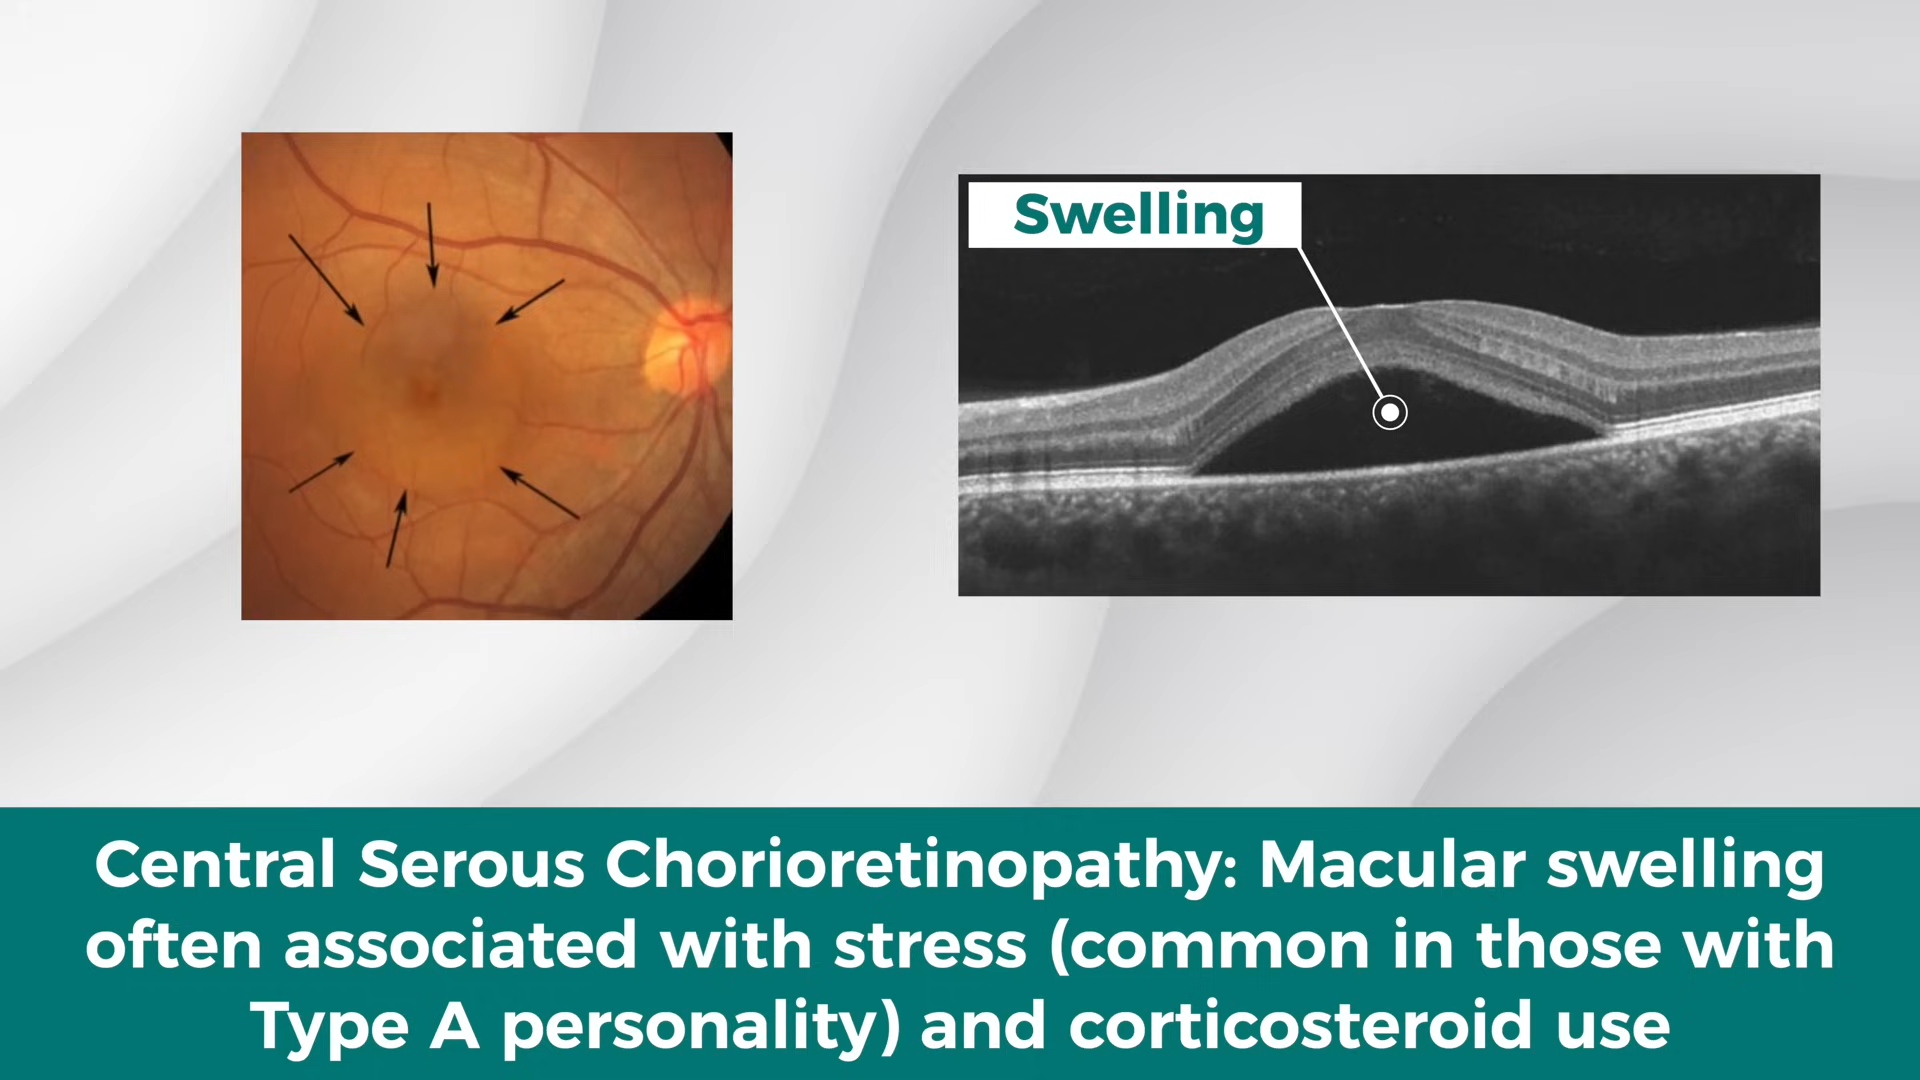 Swelling
Central Serous Chorioretinopathy: Macular swelling
often associated with stress (common in those with
Type A personality) and corticosteroid use